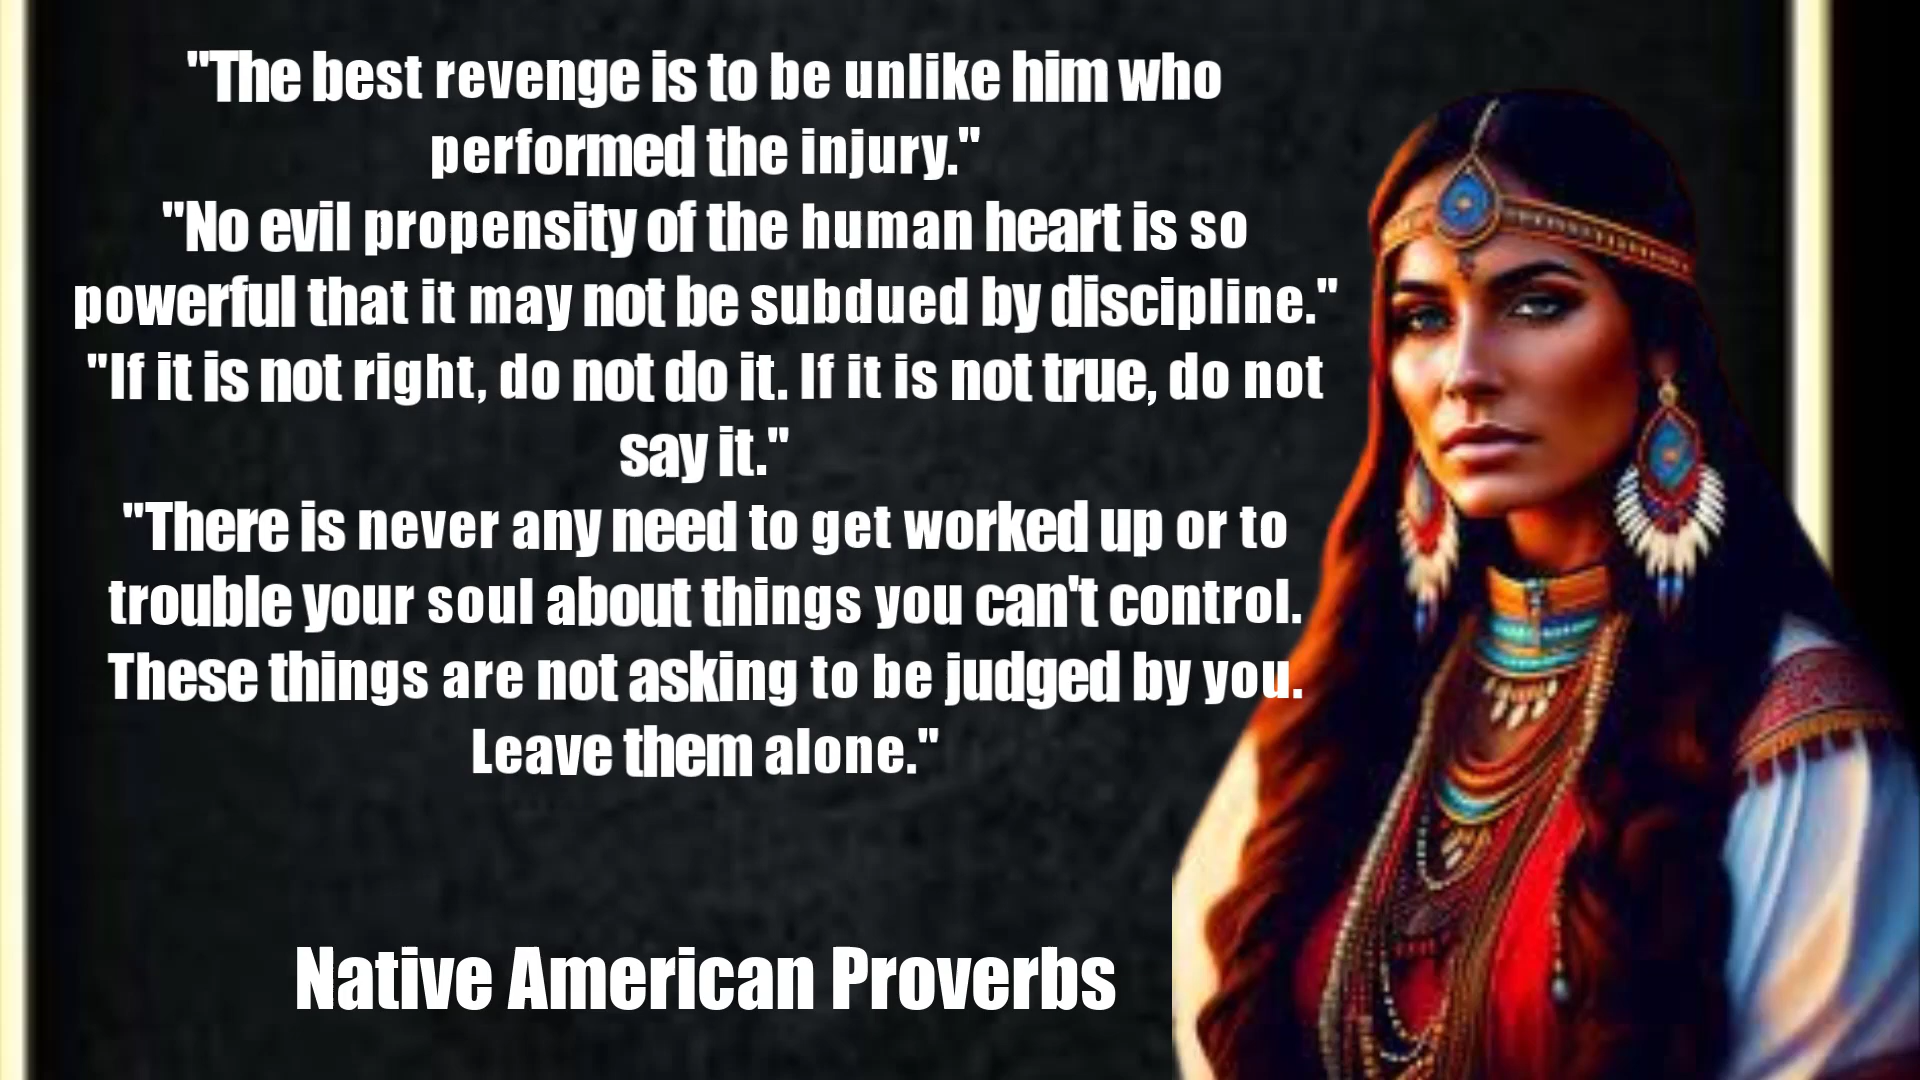 "The best revenge is to be unlike him who
performed the injury."
"No evil propensity of the human heart is so
powerful that it may not be subdued by discipline."
"If it is not right, do not do it. If it is not true, do not
say it."
"There is never any need to get worked up or to
trouble your soul about things you can't control.
These things are not asking to be judged by you.
Leave them alone."
Native American Proverbs